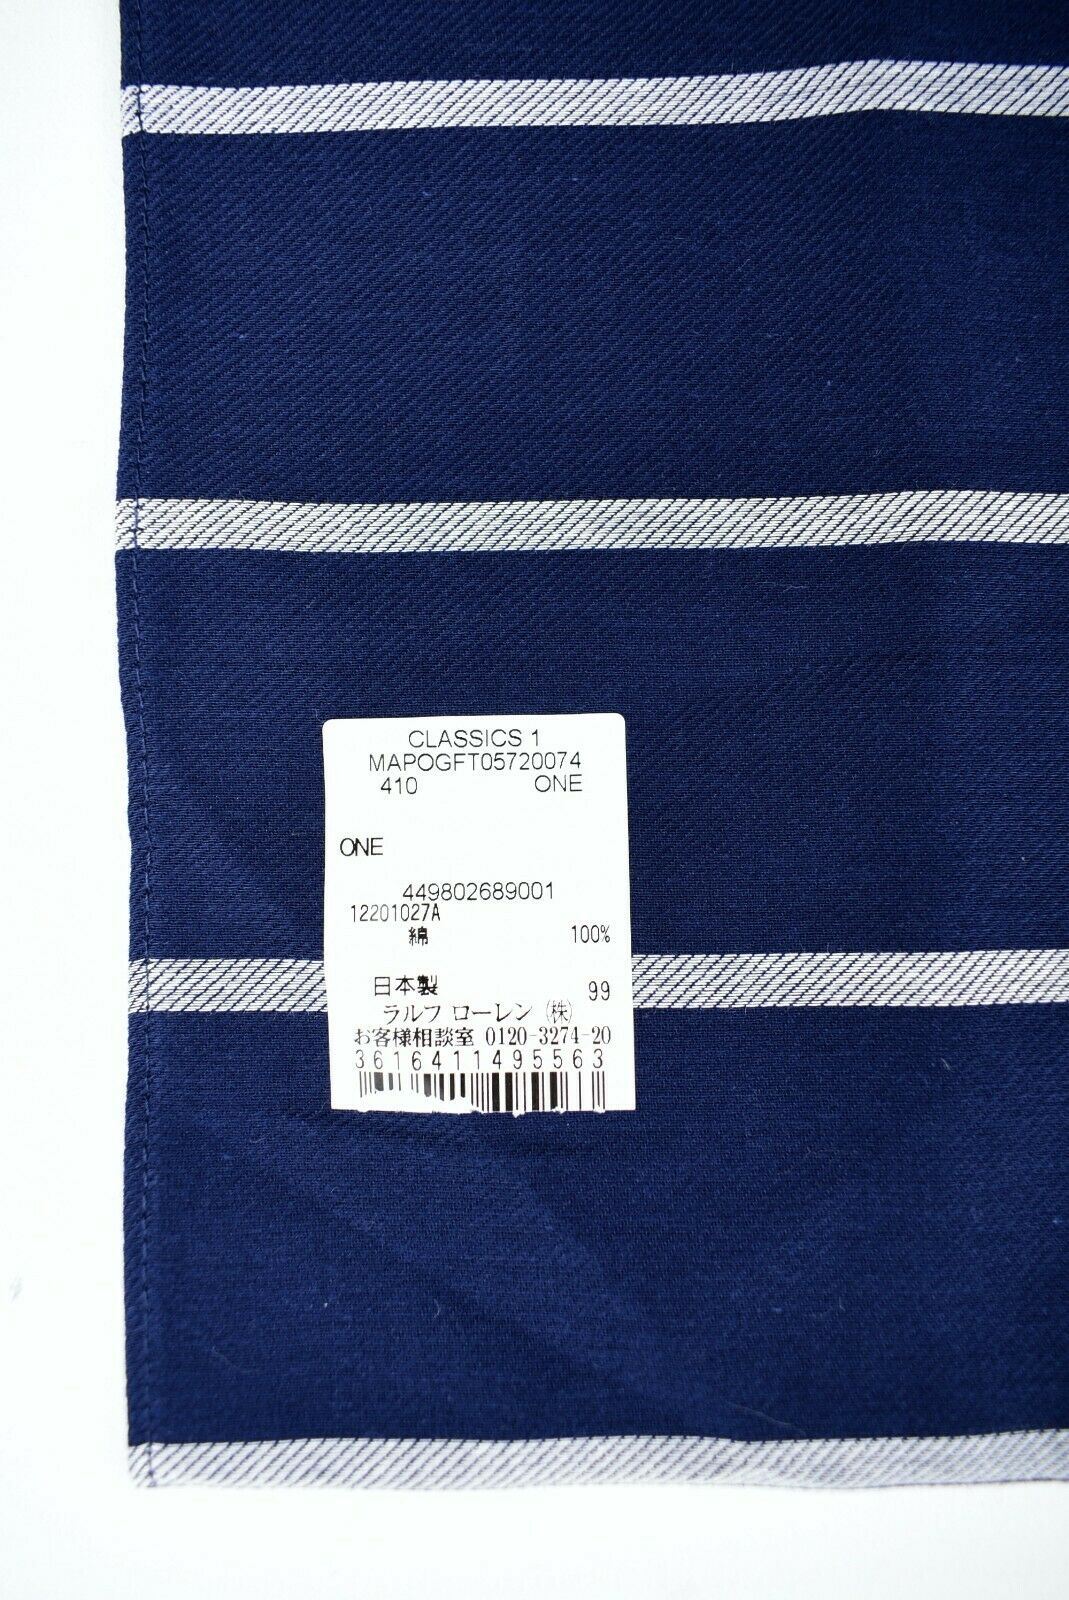 CLASSICS 1
MAPOGFT05720074
410 ONE
ONE
449802689001
12201027A
綿 100%
日本製 99
ラルフ ローレン ㈱
お客様相談室 0120-3274-20
3616411495563